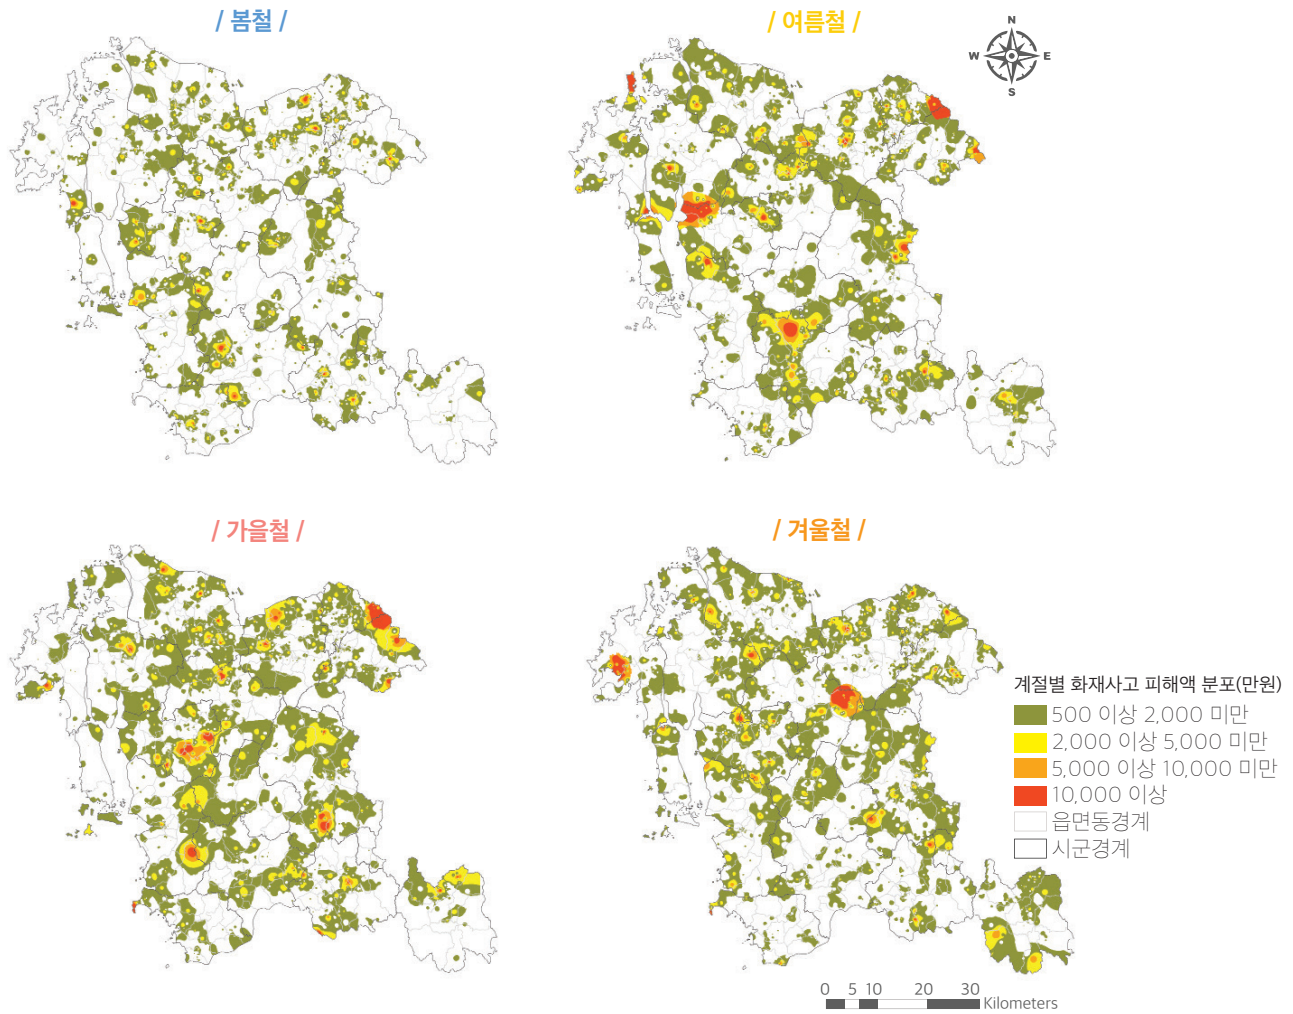 / 봄철 /
/ 여름철 /
N
W E
S
/ 가을철 /
/ 겨울철 /
계절별 화재사고 피해액 분포(만원)
500 이상 2,000 미만
2,000 이상 5,000 미만
5,000 이상 10,000 미만
10,000 이상
읍면동경계
시군경계
0 5 10 20 30
Kilometers